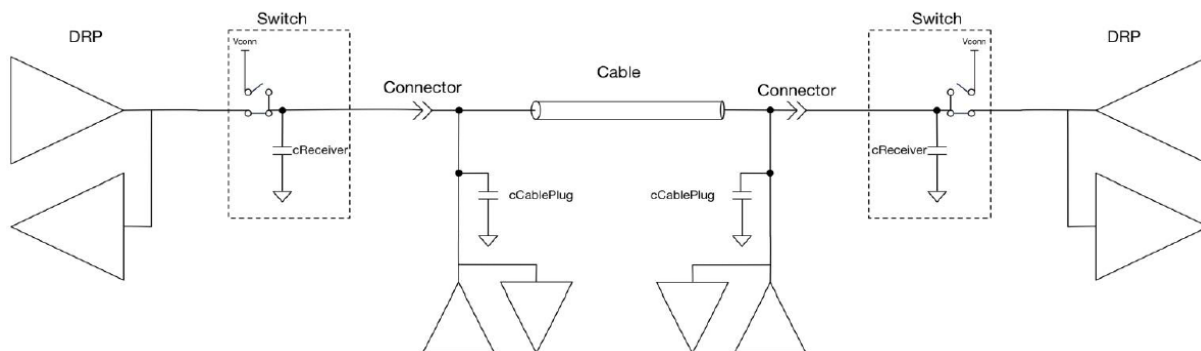 Switch
Switch
DRP
DRP
Vconn
Vconn
Cable
Connector
Connector
cReceiver
cReceiver
cCablePlug
cCablePlug